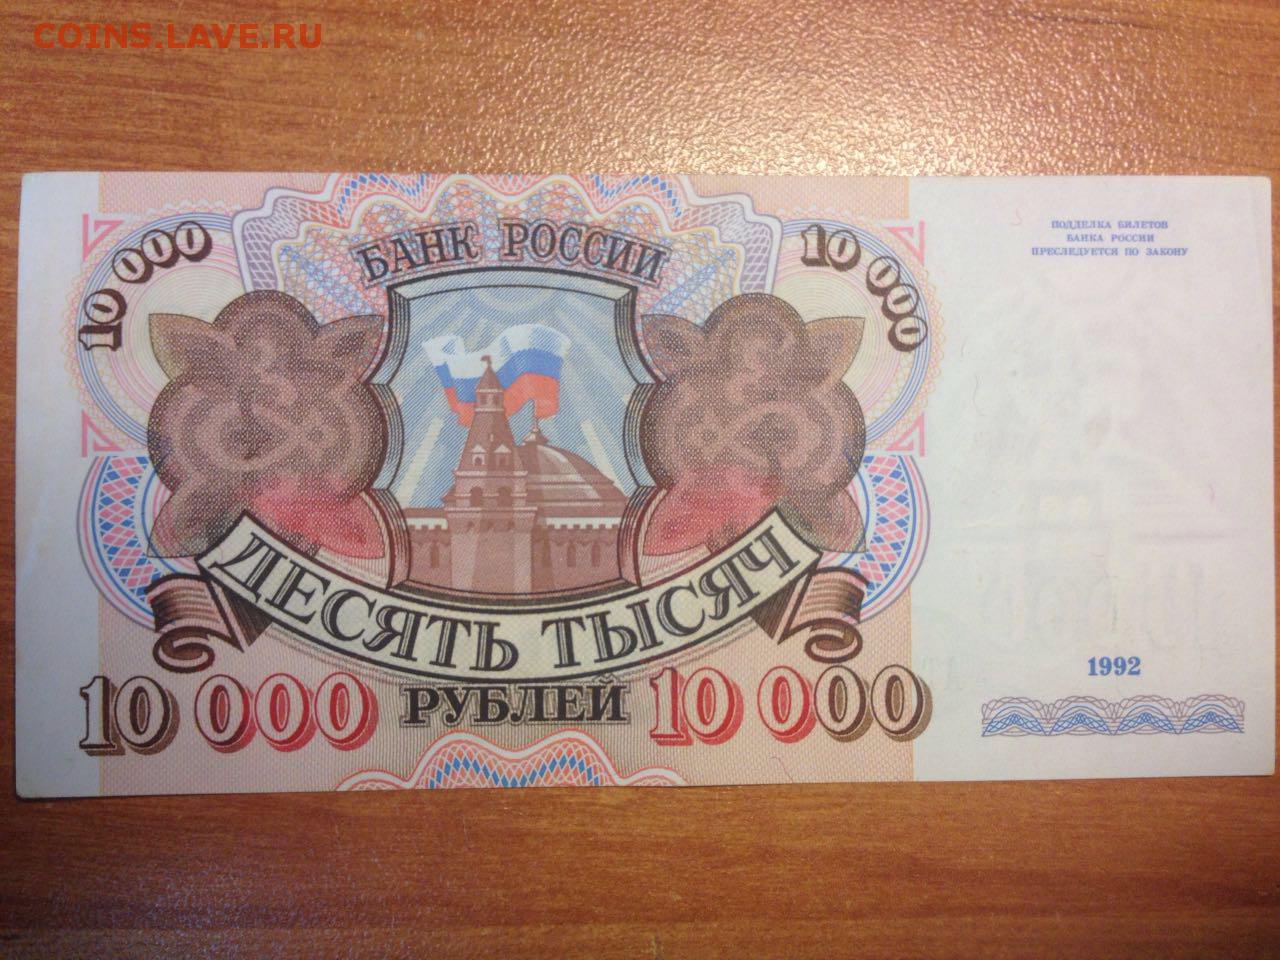 COINS.LAVE.RU
БАНК РОССИИ
10 000
10 000
ПОДДЕЛКА БИЛЕТОВ
БАНКА РОССИИ
ПРЕСЛЕДУЕТСЯ ПО ЗАКОНУ
ДЕСЯТЬ ТЫСЯЧ
10 000 РУБЛЕЙ 10 000
1992